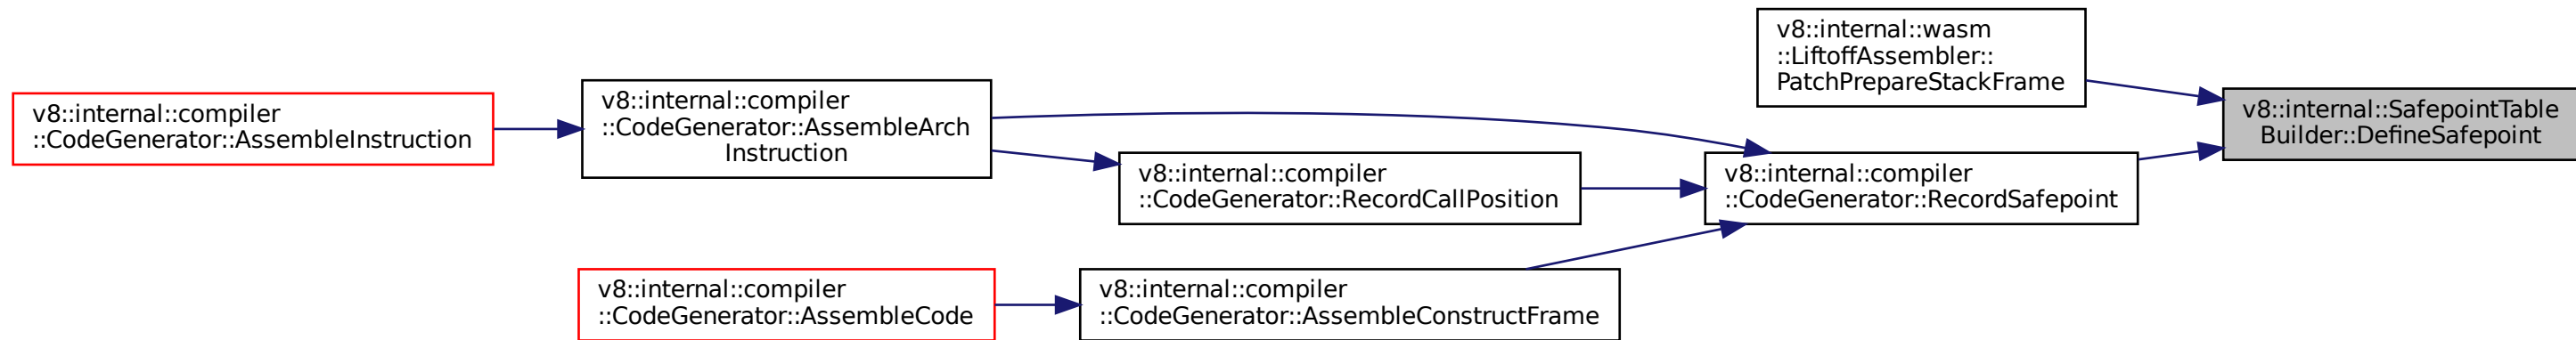 v8::internal::compiler
::CodeGenerator::AssembleInstruction
v8::internal::compiler
::CodeGenerator::AssembleArch
Instruction
v8::internal::compiler
::CodeGenerator::RecordCallPosition
v8::internal::compiler
::CodeGenerator::AssembleCode
v8::internal::compiler
::CodeGenerator::AssembleConstructFrame
v8::internal::wasm
::LiftoffAssembler::
PatchPrepareStackFrame
v8::internal::compiler
::CodeGenerator::RecordSafepoint
v8::internal::SafepointTable
Builder::DefineSafepoint